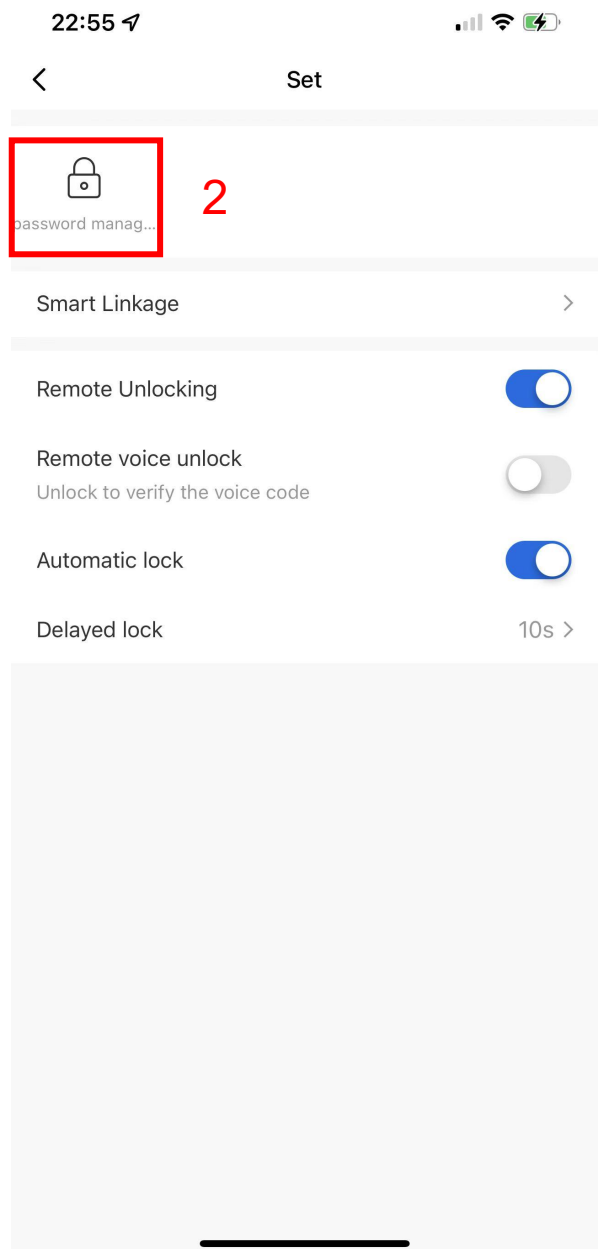 22:55
Set
password manag...
2
Smart Linkage
Remote Unlocking
Remote voice unlock
Unlock to verify the voice code
Automatic lock
Delayed lock 10s